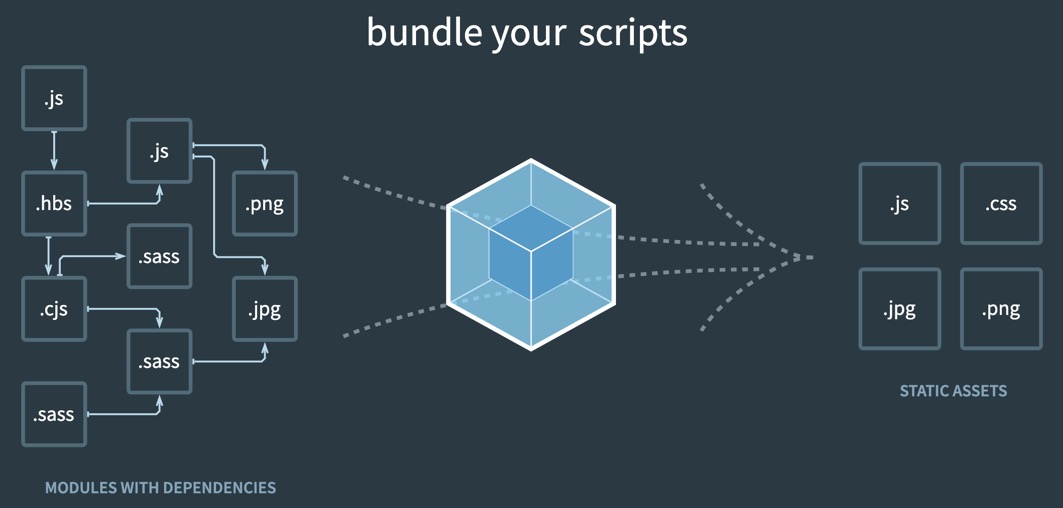 bundle your scripts
.js
.js
.hbs
.png
.sass
.cjs
.jpg
.sass
.sass
MODULES WITH DEPENDENCIES
.js
.css
.jpg
.png
STATIC ASSETS